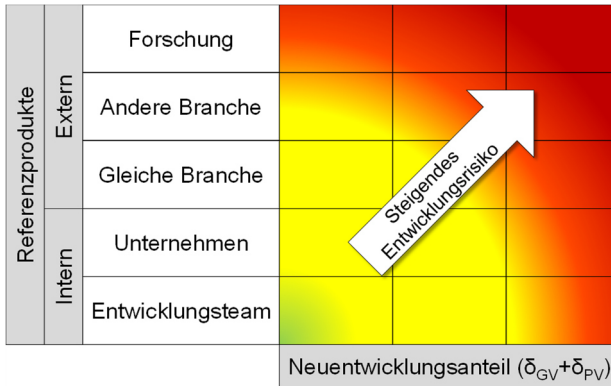 Referenzprodukte
Extern
Intern
Forschung
Andere Branche
Gleiche Branche
Unternehmen
Entwicklungsteam
Steigendes
Entwicklungsrisiko
Neuentwicklungsanteil (δGV+δPV)